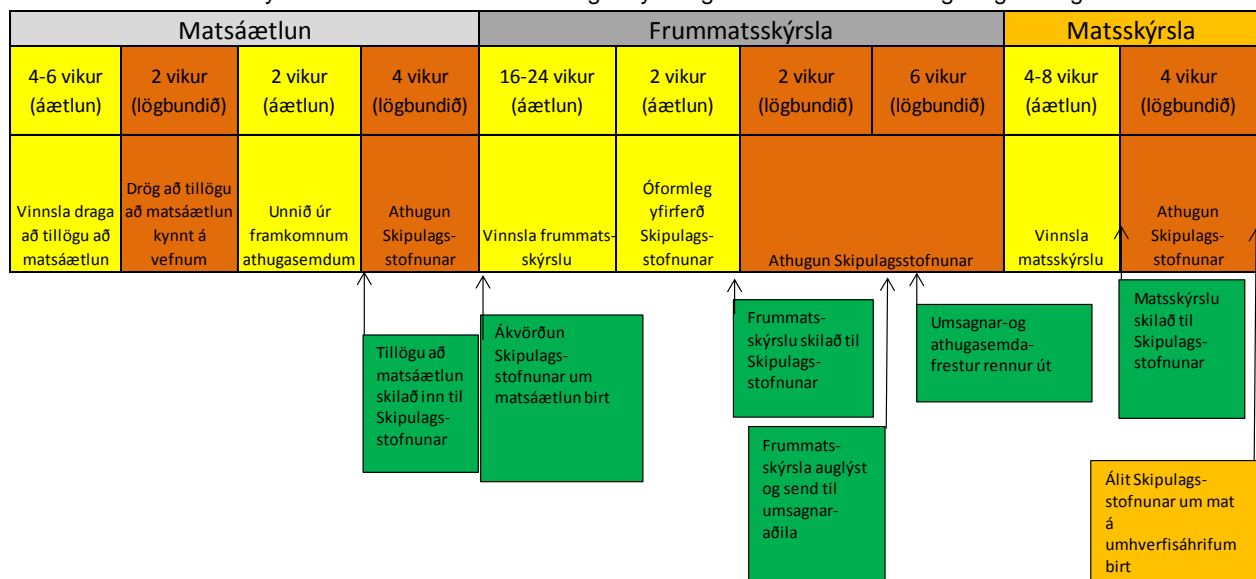 Matsáætlun
Frummatsskýrsla
Matsskýrsla
4-6 vikur
(áætlun)
2 vikur
(lögbundið)
2 vikur
(áætlun)
4 vikur
(lögbundið)
16-24 vikur
(áætlun)
2 vikur
(áætlun)
2 vikur
(lögbundið)
6 vikur
(lögbundið)
4-8 vikur
(áætlun)
4 vikur
(lögbundið)
Vinnsla draga
að tillögu að
matsáætlun
Drög að tillögu
að matsáætlun
kynnt á
vefnum
Unnið úr
framkomnum
athugasemdum
Athugun
Skipulags-
stofnunar
Vinnsla frummats-
skýrslu
Óformleg
yfirferð
Skipulags-
stofnunar
Athugun Skipulagsstofnunar
Vinnsla
matsskýrslu
Athugun
Skipulags-
stofnunar
Tillögu að
matsáætlun
skilað inn til
Skipulags-
stofnunar
Ákvörðun
Skipulags-
stofnunar um
matsáætlun birt
Frummats-
skýrslu skilað til
Skipulags-
stofnunar
Frummats-
skýrsla auglýst
og send til
umsagnar-
aðila
Umsagnar-og
athugasemda-
frestur rennur út
Matsskýrslu
skilað til
Skipulags-
stofnunar
Álit Skipulags-
stofnunar um mat
á
umhverfisáhrifum
birt